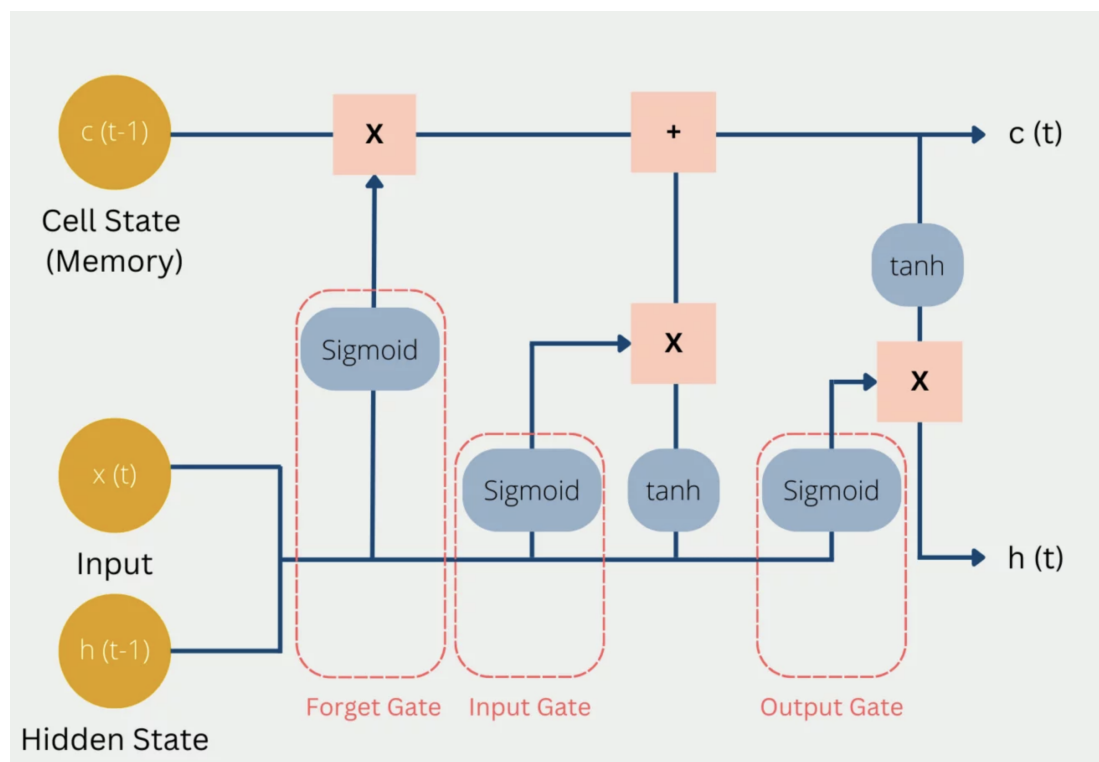 c (t-1)
X
+
c (t)
Cell State
(Memory)
tanh
Sigmoid
X
X
x (t)
Sigmoid
tanh
Sigmoid
Input
h (t)
h (t-1)
Forget Gate
Input Gate
Output Gate
Hidden State